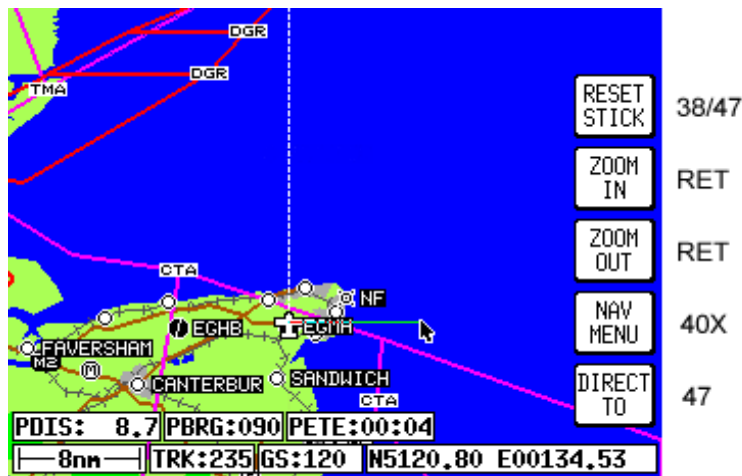 DGR
DGR
TMA
RESET
STICK
38/47
ZOOM
IN
RET
ZOOM
OUT
RET
CTA
NF
NAV
MENU
40X
EGHB
EGMH
FAVERSHAM
M2
M
CANTERBUR
SANDWICH
CTA
DIRECT
TO
47
PDIS: 8.7 PBRG:090 PETE:00:04
8nm TRK:235 GS:120 N5120.80 E00134.53